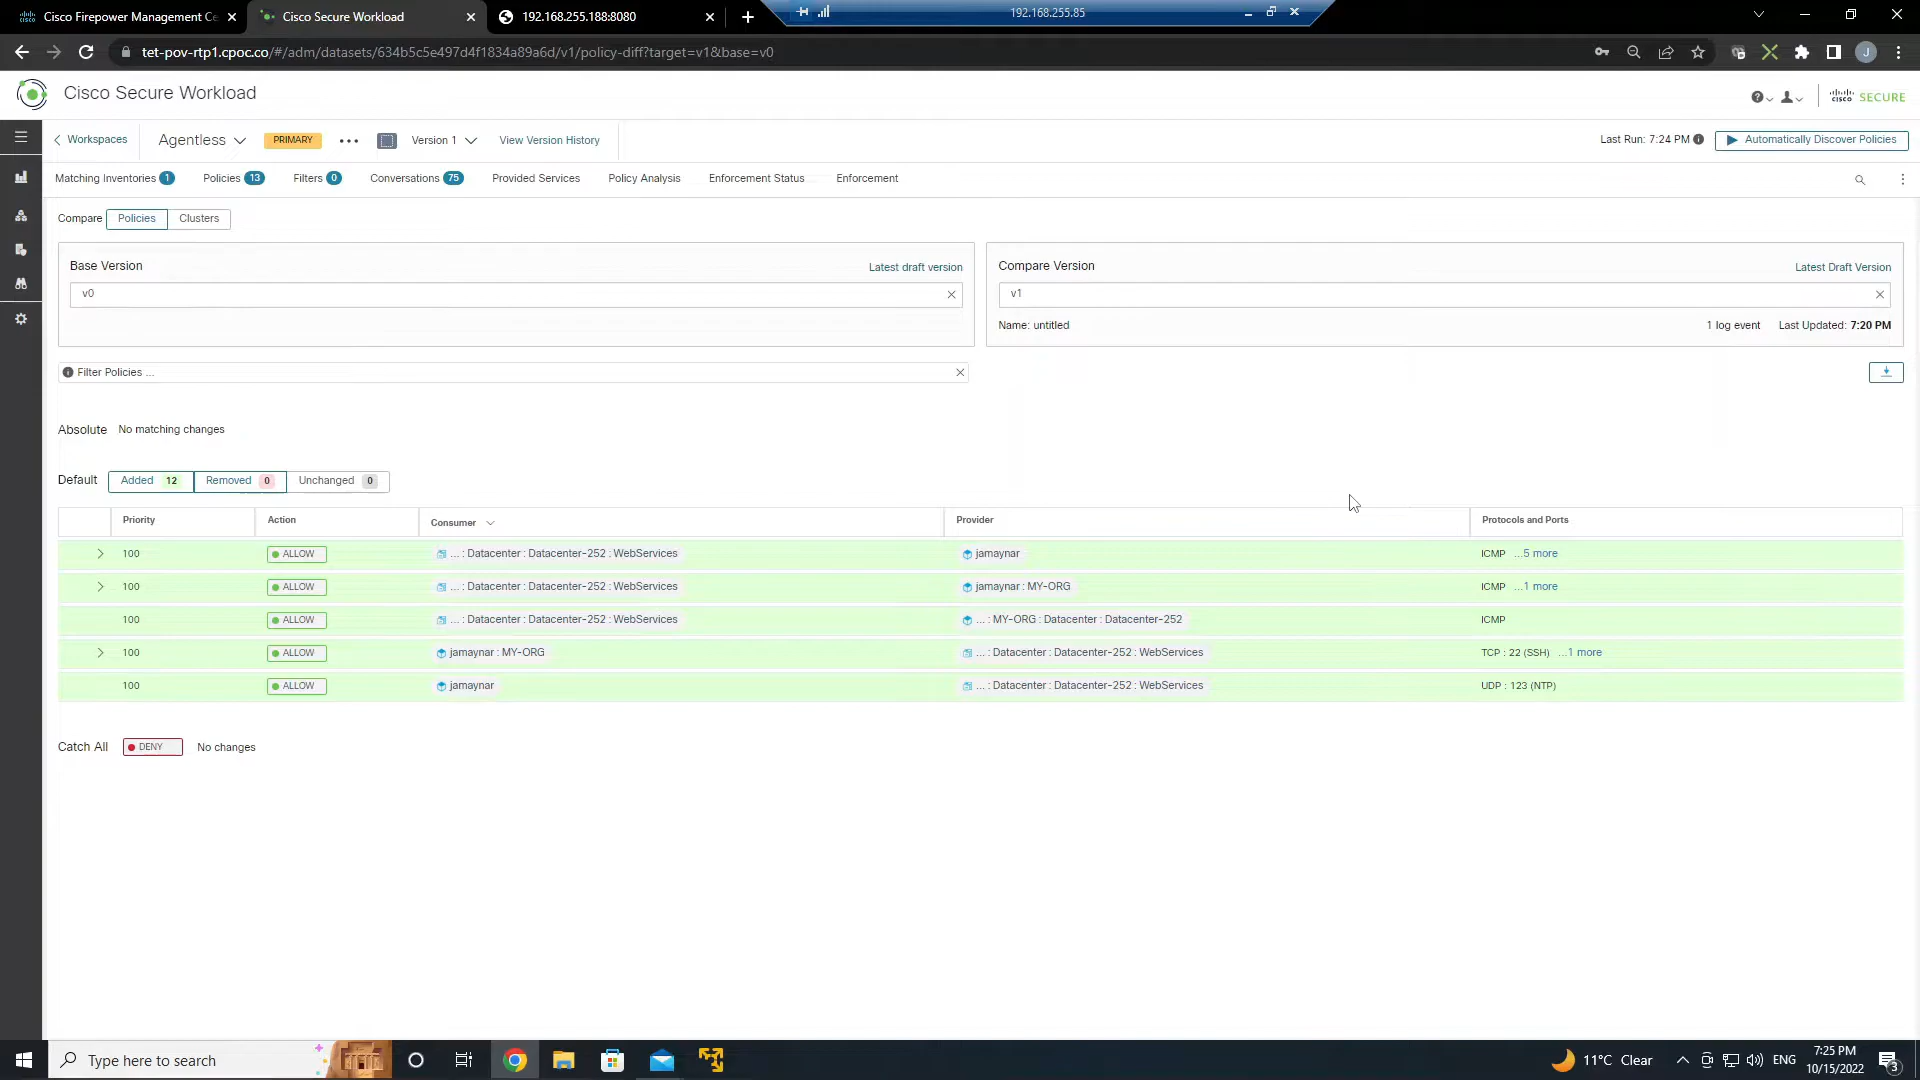 Cisco Firepower Management Ce
Cisco Secure Workload
192.168.255.188:8080
192.168.255.85
tet-pov-rtp1.cpoc.co/#/adm/datasets/634b5c5e497d4f1834a89a6d/v1/policy-diff?target=v1&base=v0
J
Cisco Secure Workload
CISCO SECURE
Workspaces
Agentless
PRIMARY
Version 1
View Version History
Last Run: 7:24 PM
Automatically Discover Policies
Matching Inventories 1
Policies 13
Filters 0
Conversations 75
Provided Services
Policy Analysis
Enforcement Status
Enforcement
Compare Policies Clusters
Base Version
Latest draft version
v0
Compare Version
Latest Draft Version
v1
Name: untitled
1 log event
Last Updated: 7:20 PM
Filter Policies ...
Absolute No matching changes
Default Added 12 Removed 0 Unchanged 0
Priority Action Consumer Provider Protocols and Ports
100 ALLOW ... : Datacenter : Datacenter-252 : WebServices jamaynar ICMP ...5 more
100 ALLOW ... : Datacenter : Datacenter-252 : WebServices jamaynar : MY-ORG ICMP ...1 more
100 ALLOW ... : Datacenter : Datacenter-252 : WebServices ... : MY-ORG : Datacenter : Datacenter-252 ICMP
100 ALLOW jamaynar : MY-ORG ... : Datacenter : Datacenter-252 : WebServices TCP : 22 (SSH) ...1 more
100 ALLOW jamaynar ... : Datacenter : Datacenter-252 : WebServices UDP : 123 (NTP)
Catch All DENY No changes
Type here to search
11°C Clear
ENG
7:25 PM
10/15/2022
3